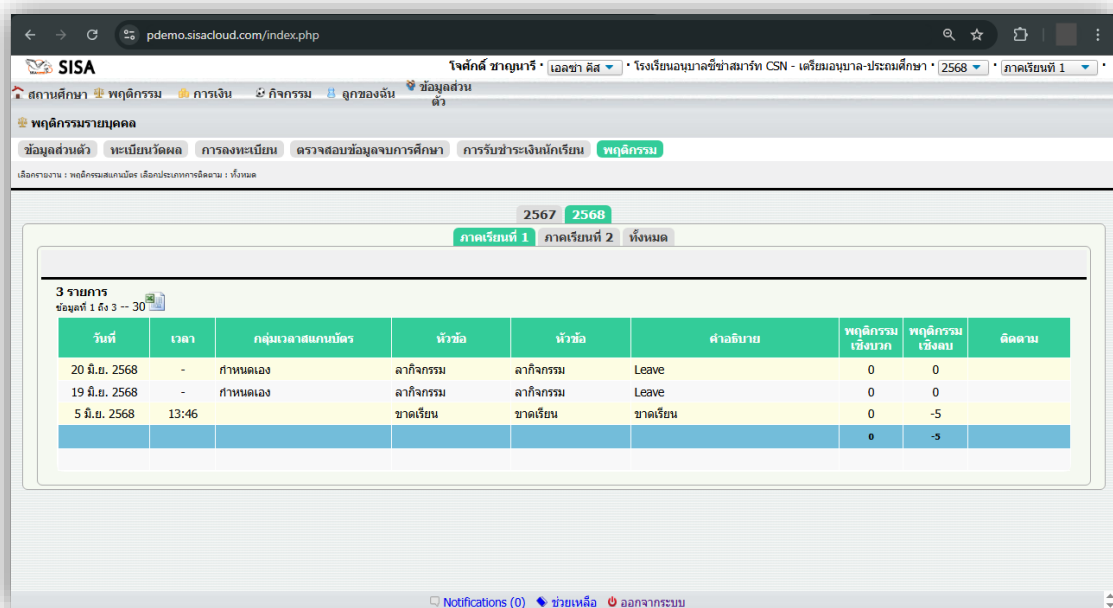 pdemo.sisacloud.com/index.php
SISA
โจศักดิ์ ชาญนารี · เอลซ่า คิส · โรงเรียนอนุบาลซีซ่าสมาร์ท CSN - เตรียมอนุบาล-ประถมศึกษา · 2568 · ภาคเรียนที่ 1 ·
สถานศึกษา พฤติกรรม การเงิน กิจกรรม ลูกของฉัน ข้อมูลส่วน
ตัว
พฤติกรรมรายบุคคล
ข้อมูลส่วนตัว ทะเบียนวัดผล การลงทะเบียน ตรวจสอบข้อมูลจบการศึกษา การรับชำระเงินนักเรียน พฤติกรรม
เลือกรายงาน : พฤติกรรมสแกนบัตร เลือกประเภทการติดตาม : ทั้งหมด
2567 2568
ภาคเรียนที่ 1 ภาคเรียนที่ 2 ทั้งหมด
3 รายการ
ข้อมูลที่ 1 ถึง 3 -- 30
วันที่ เวลา กลุ่มเวลาสแกนบัตร หัวข้อ หัวข้อ คำอธิบาย พฤติกรรม พฤติกรรม ติดตาม
เชิงบวก เชิงลบ
20 มิ.ย. 2568 - กำหนดเอง ลากิจกรรม ลากิจกรรม Leave 0 0
19 มิ.ย. 2568 - กำหนดเอง ลากิจกรรม ลากิจกรรม Leave 0 0
5 มิ.ย. 2568 13:46 ขาดเรียน ขาดเรียน ขาดเรียน 0 -5
0 -5
Notifications (0) ช่วยเหลือ ออกจากระบบ